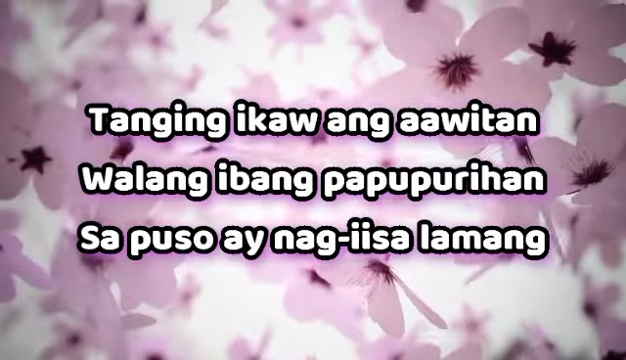 Tanging ikaw ang aawitan
Walang ibang papupurihan
Sa puso ay nag-iisa lamang